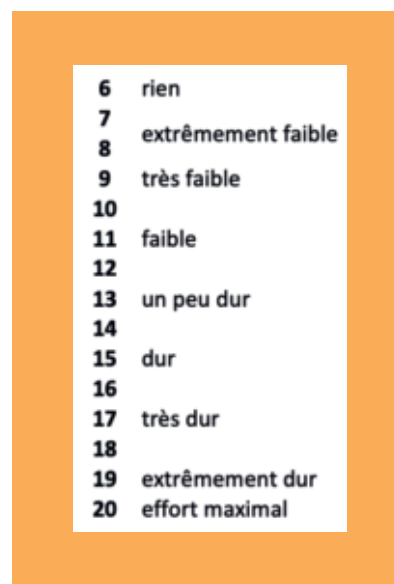 6 rien
7
extrêmement faible
8
9 très faible
10
11 faible
12
13 un peu dur
14
15 dur
16
17 très dur
18
19 extrêmement dur
20 effort maximal